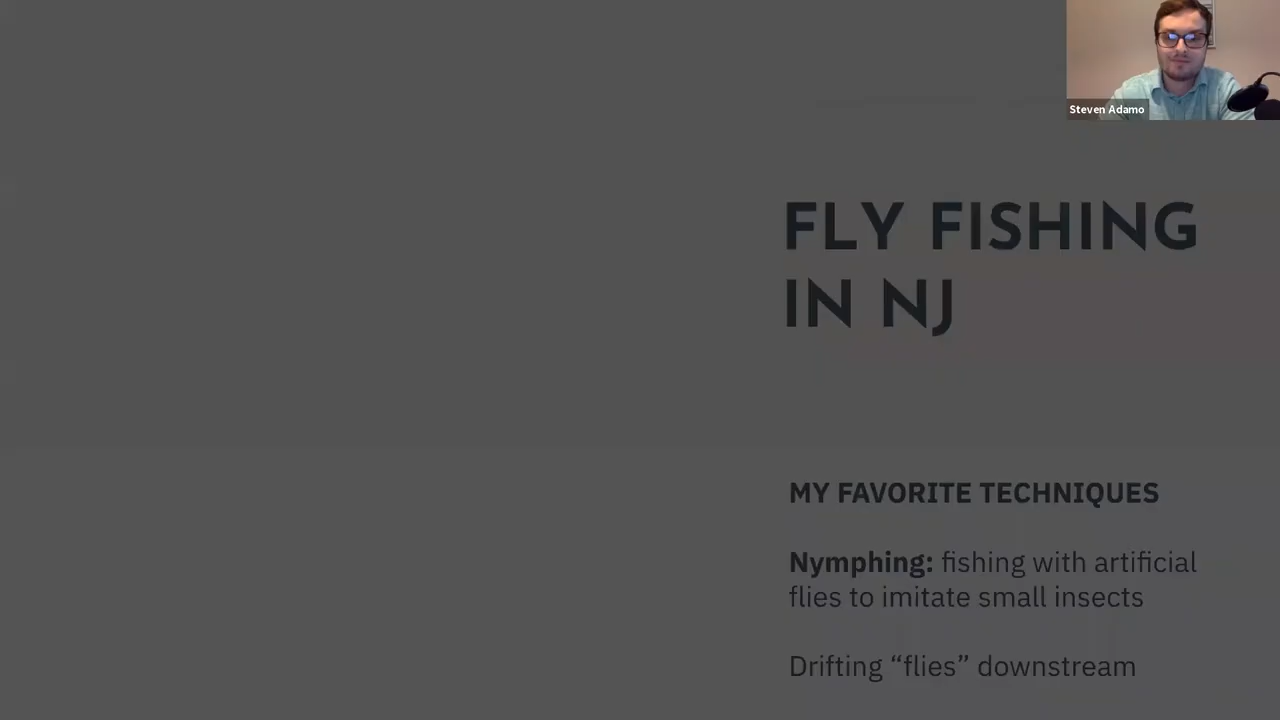 Steven Adamo
FLY FISHING
IN NJ
MY FAVORITE TECHNIQUES
Nymphing: fishing with artificial
flies to imitate small insects
Drifting “flies” downstream